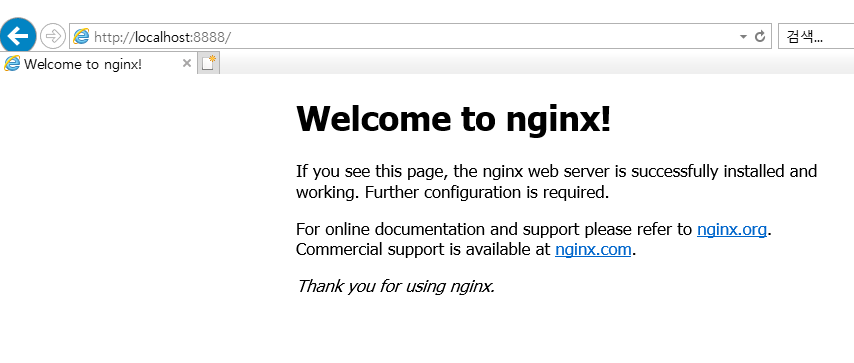 http://localhost:8888/
검색...
Welcome to nginx!
Welcome to nginx!
If you see this page, the nginx web server is successfully installed and
working. Further configuration is required.
For online documentation and support please refer to nginx.org.
Commercial support is available at nginx.com.
Thank you for using nginx.